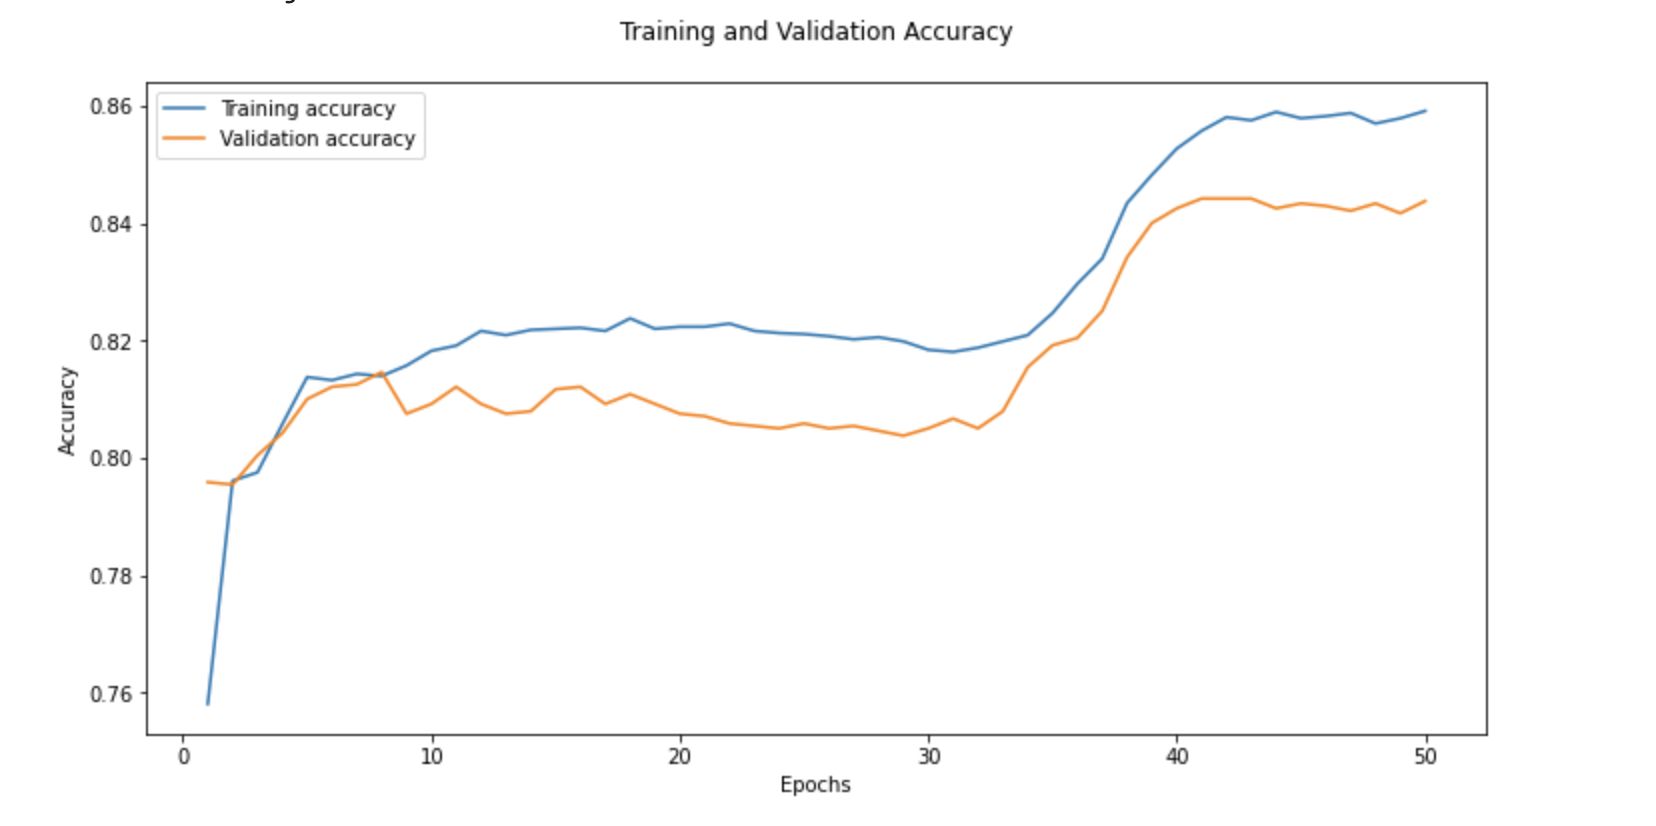 Training and Validation Accuracy
Training accuracy
Validation accuracy
0.86
0.84
0.82
0.80
0.78
0.76
Accuracy
0 10 20 30 40 50
Epochs